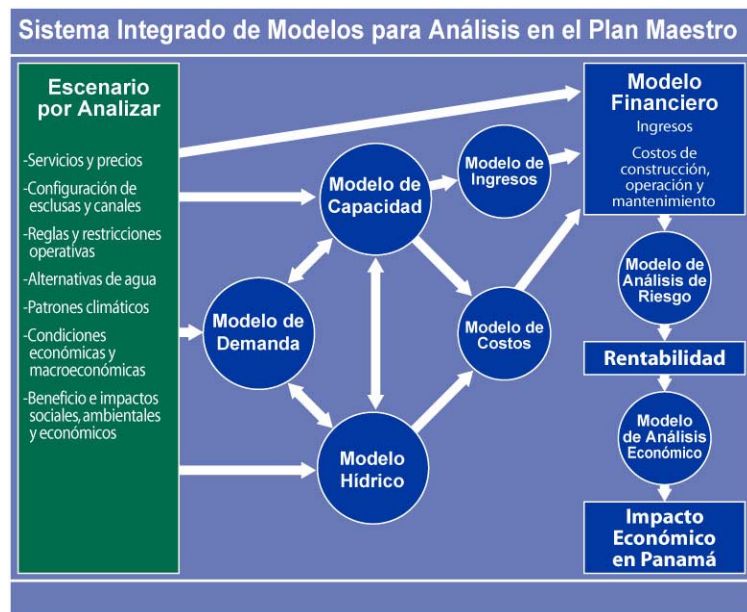 Sistema Integrado de Modelos para Análisis en el Plan Maestro
Escenario
por Analizar
-Servicios y precios
-Configuración de
esclusas y canales
-Reglas y restricciones
operativas
-Alternativas de agua
-Patrones climáticos
-Condiciones
económicas y
macroeconómicas
-Beneficio e impactos
sociales, ambientales
y económicos
Modelo de
Capacidad
Modelo de
Ingresos
Modelo de
Demanda
Modelo de
Costos
Modelo
Hídrico
Modelo
Financiero
Ingresos
Costos de
construcción,
operación y
mantenimiento
Modelo de
Análisis de
Riesgo
Rentabilidad
Modelo
de Análisis
Económico
Impacto
Económico
en Panamá